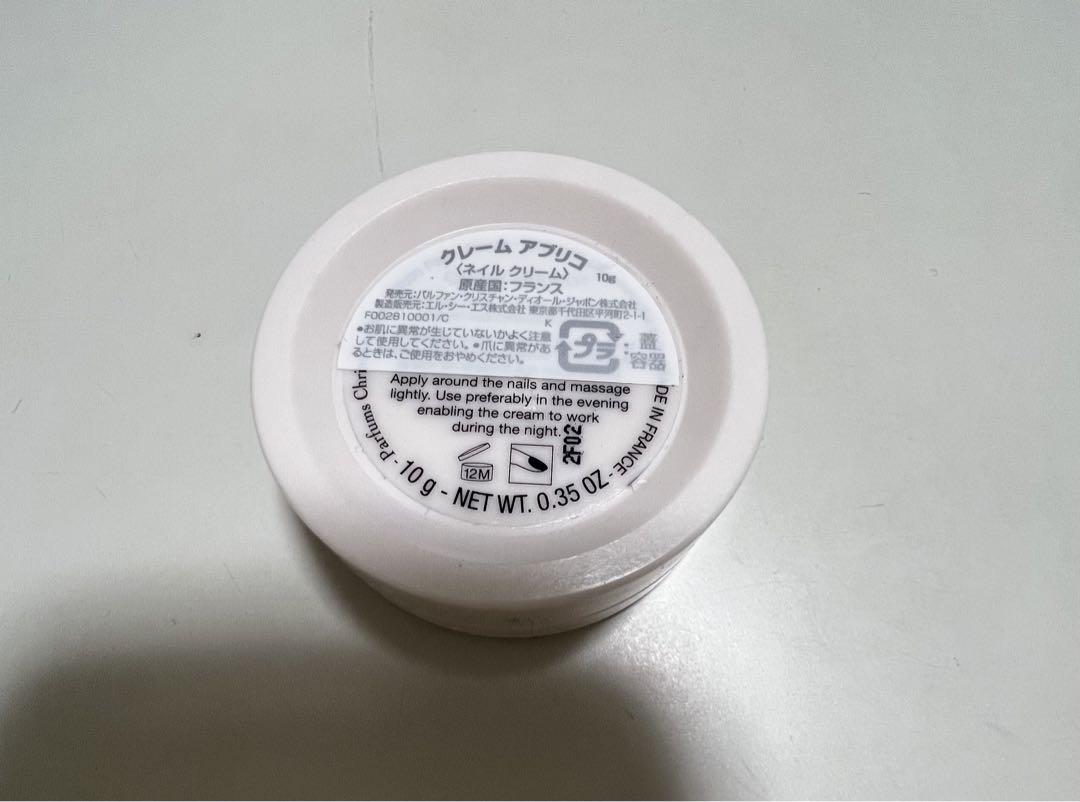 クレーム アプリコ
〈ネイル クリーム〉 10g
原産国:フランス
発売元:パルファン・クリスチャン・ディオール・ジャポン株式会社
製造販売元:エル・シー・エス株式会社 東京都千代田区平河町2-1-1
F002810001/C K
•お肌に異常が生じていないかよく注意
して使用してください。•爪に異常があ
るときは、ご使用をおやめください。
プラ
:蓋
容器
Apply around the nails and massage
lightly. Use preferably in the evening
enabling the cream to work
during the night.
2F02
12M
Parfums Chri
- 10 g - NET WT. 0.35 OZ -
DE IN FRANCE